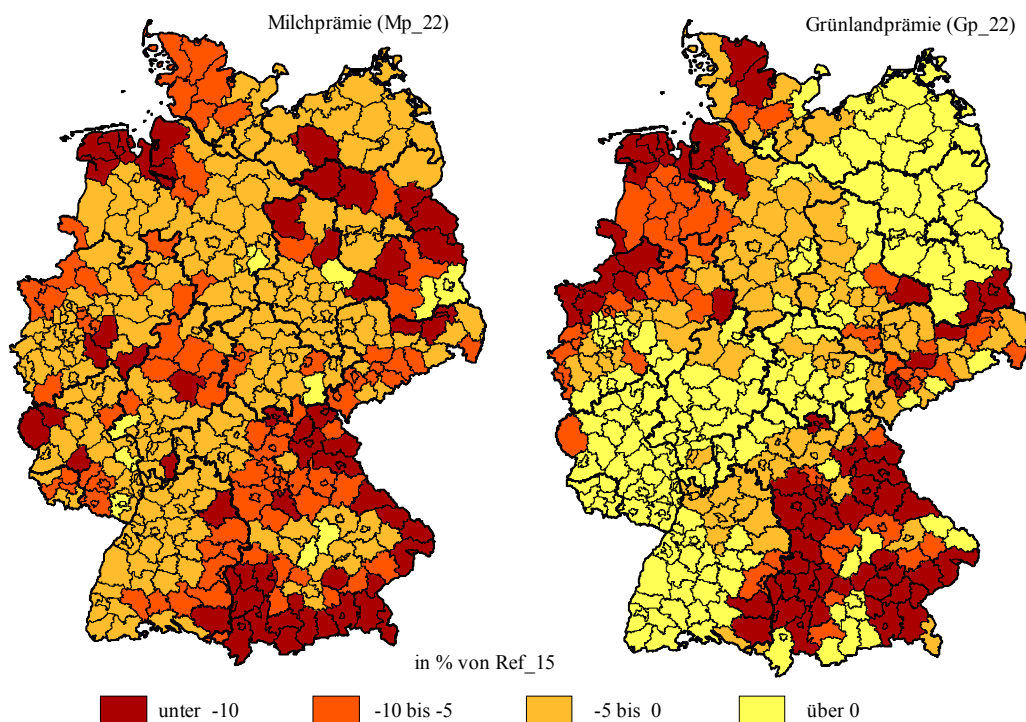 Milchprämie (Mp_22)
Grünlandprämie (Gp_22)
in % von Ref_15
unter -10
-10 bis -5
-5 bis 0
über 0